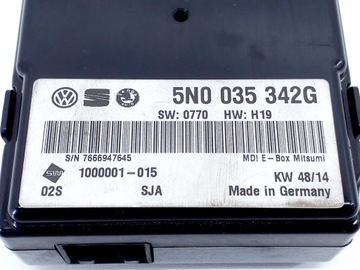 5N0 035 342G
SW: 0770 HW: H19
S/N 7666947645
MDI E-Box Mitsumi
1000001-015
KW 48/14
02S SJA Made in Germany